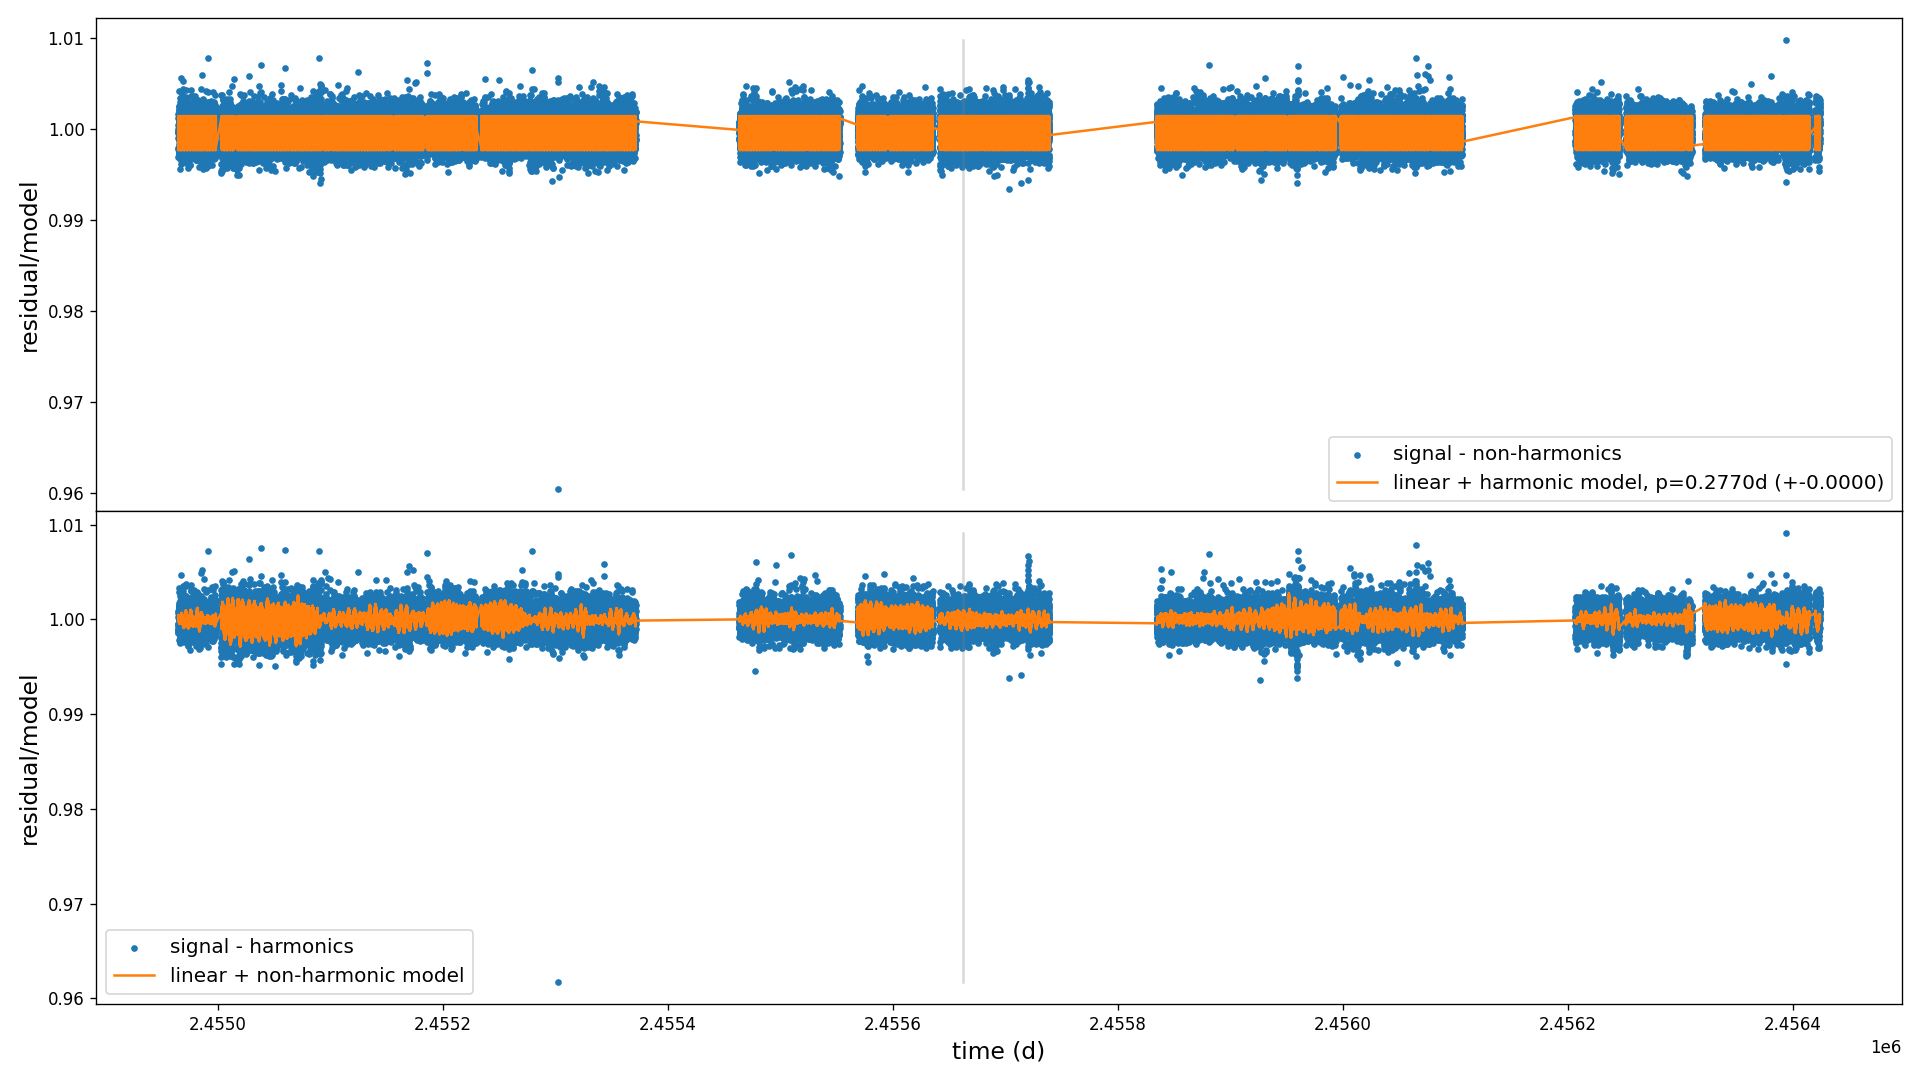 1.01
1.00
0.99
0.98
0.97
0.96
residual/model
signal - non-harmonics
linear + harmonic model, p=0.2770d (+-0.0000)
1.01
1.00
0.99
0.98
0.97
0.96
residual/model
signal - harmonics
linear + non-harmonic model
2.4550 2.4552 2.4554 2.4556 2.4558 2.4560 2.4562 2.4564
1e6
time (d)